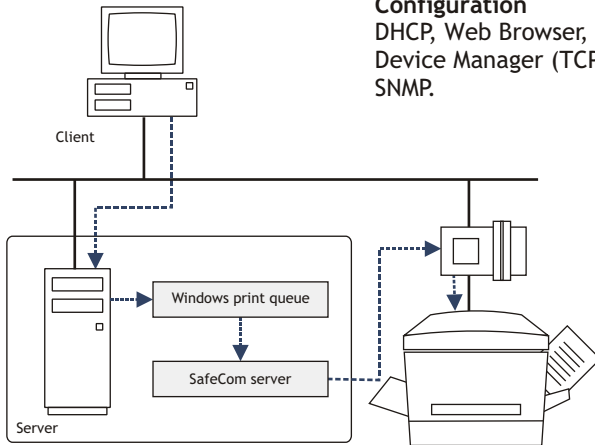 Configuration
DHCP, Web Browser,
Device Manager (TCP
SNMP.
Client
Windows print queue
SafeCom server
Server